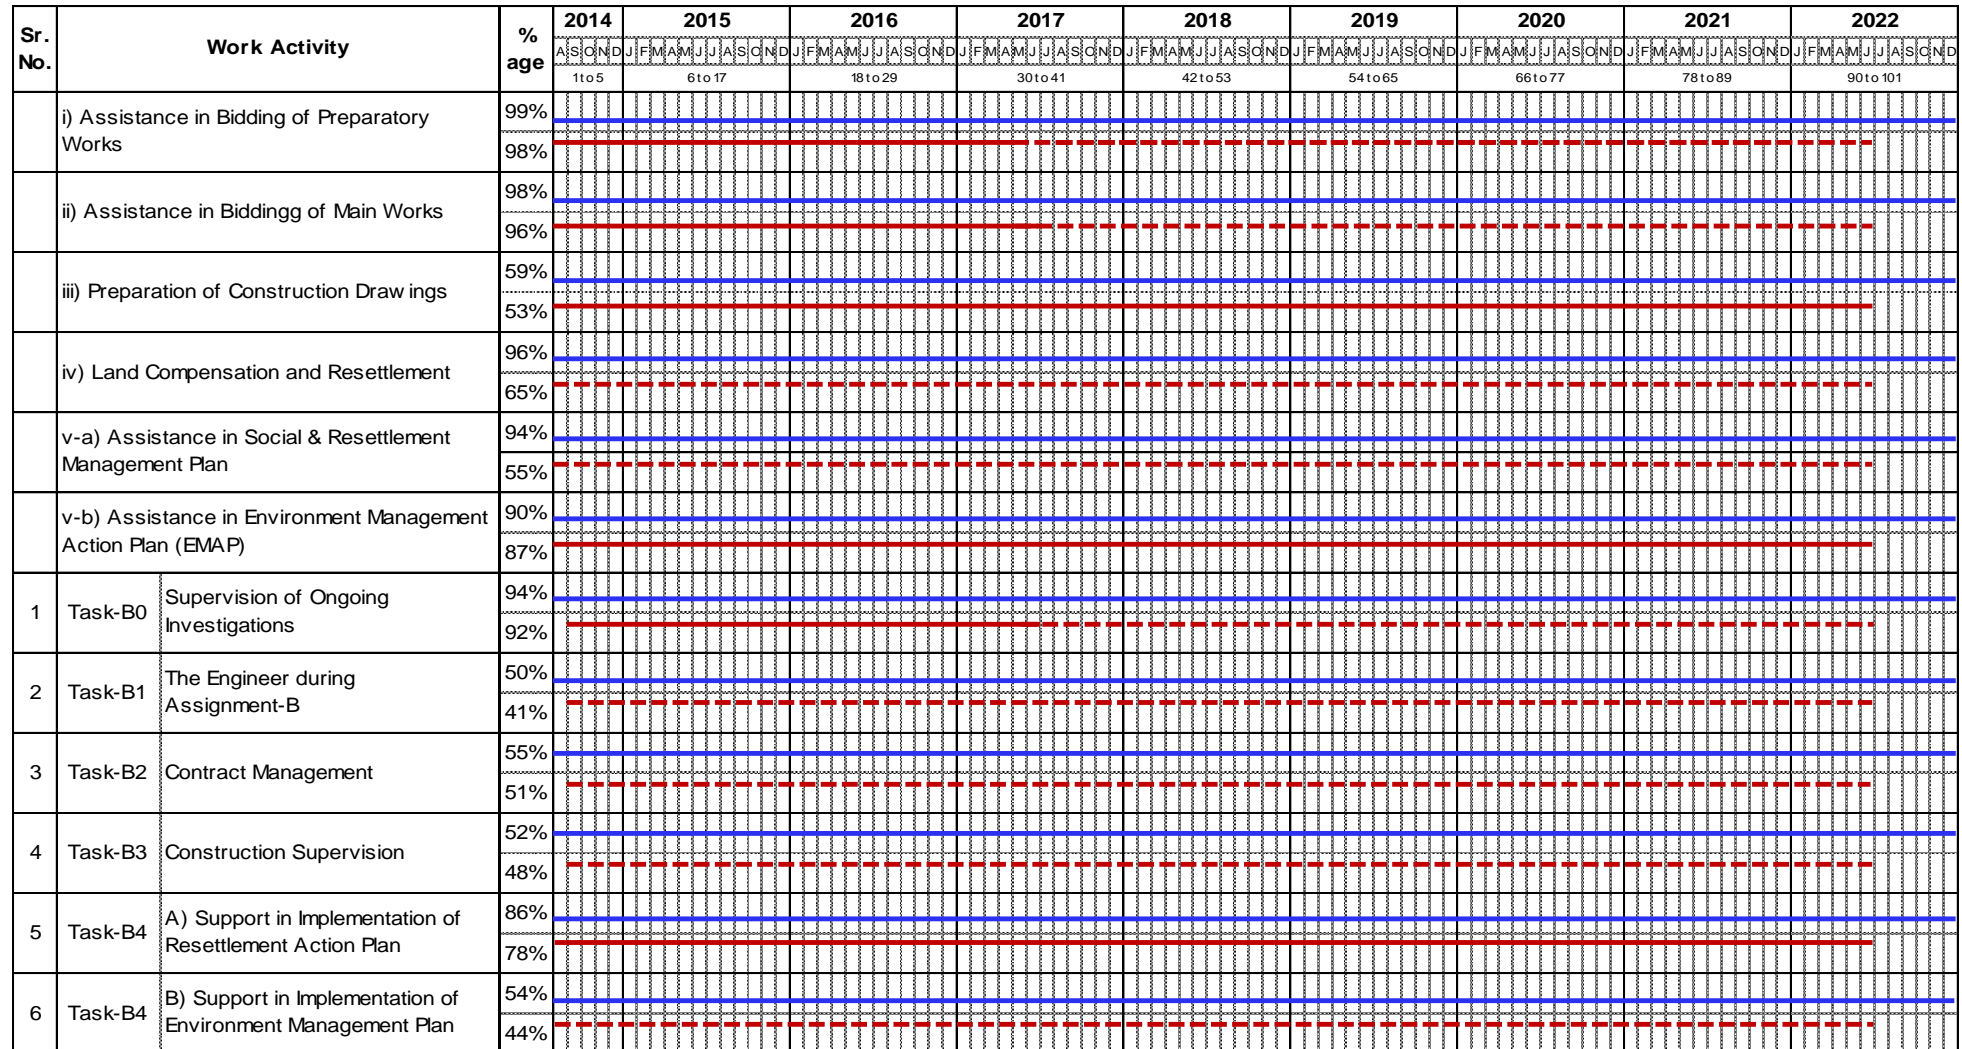 Sr. No.
Work Activity
% age
2014 2015 2016 2017 2018 2019 2020 2021 2022
A S O N D J F M A M J J A S O N D J F M A M J J A S O N D J F M A M J J A S O N D J F M A M J J A S O N D J F M A M J J A S O N D J F M A M J J A S O N D J F M A M J J A S O N D J F M A M J J A S O N D
1 to 5 6 to 17 18 to 29 30 to 41 42 to 53 54 to 65 66 to 77 78 to 89 90 to 101
i) Assistance in Bidding of Preparatory
Works
99%
98%
ii) Assistance in Biddingg of Main Works
98%
96%
iii) Preparation of Construction Drawings
59%
53%
iv) Land Compensation and Resettlement
96%
65%
v-a) Assistance in Social & Resettlement
Management Plan
94%
55%
v-b) Assistance in Environment Management
Action Plan (EMAP)
90%
87%
1 Task-B0 Supervision of Ongoing
Investigations
94%
92%
2 Task-B1 The Engineer during
Assignment-B
50%
41%
3 Task-B2 Contract Management
55%
51%
4 Task-B3 Construction Supervision
52%
48%
5 Task-B4 A) Support in Implementation of
Resettlement Action Plan
86%
78%
6 Task-B4 B) Support in Implementation of
Environment Management Plan
54%
44%